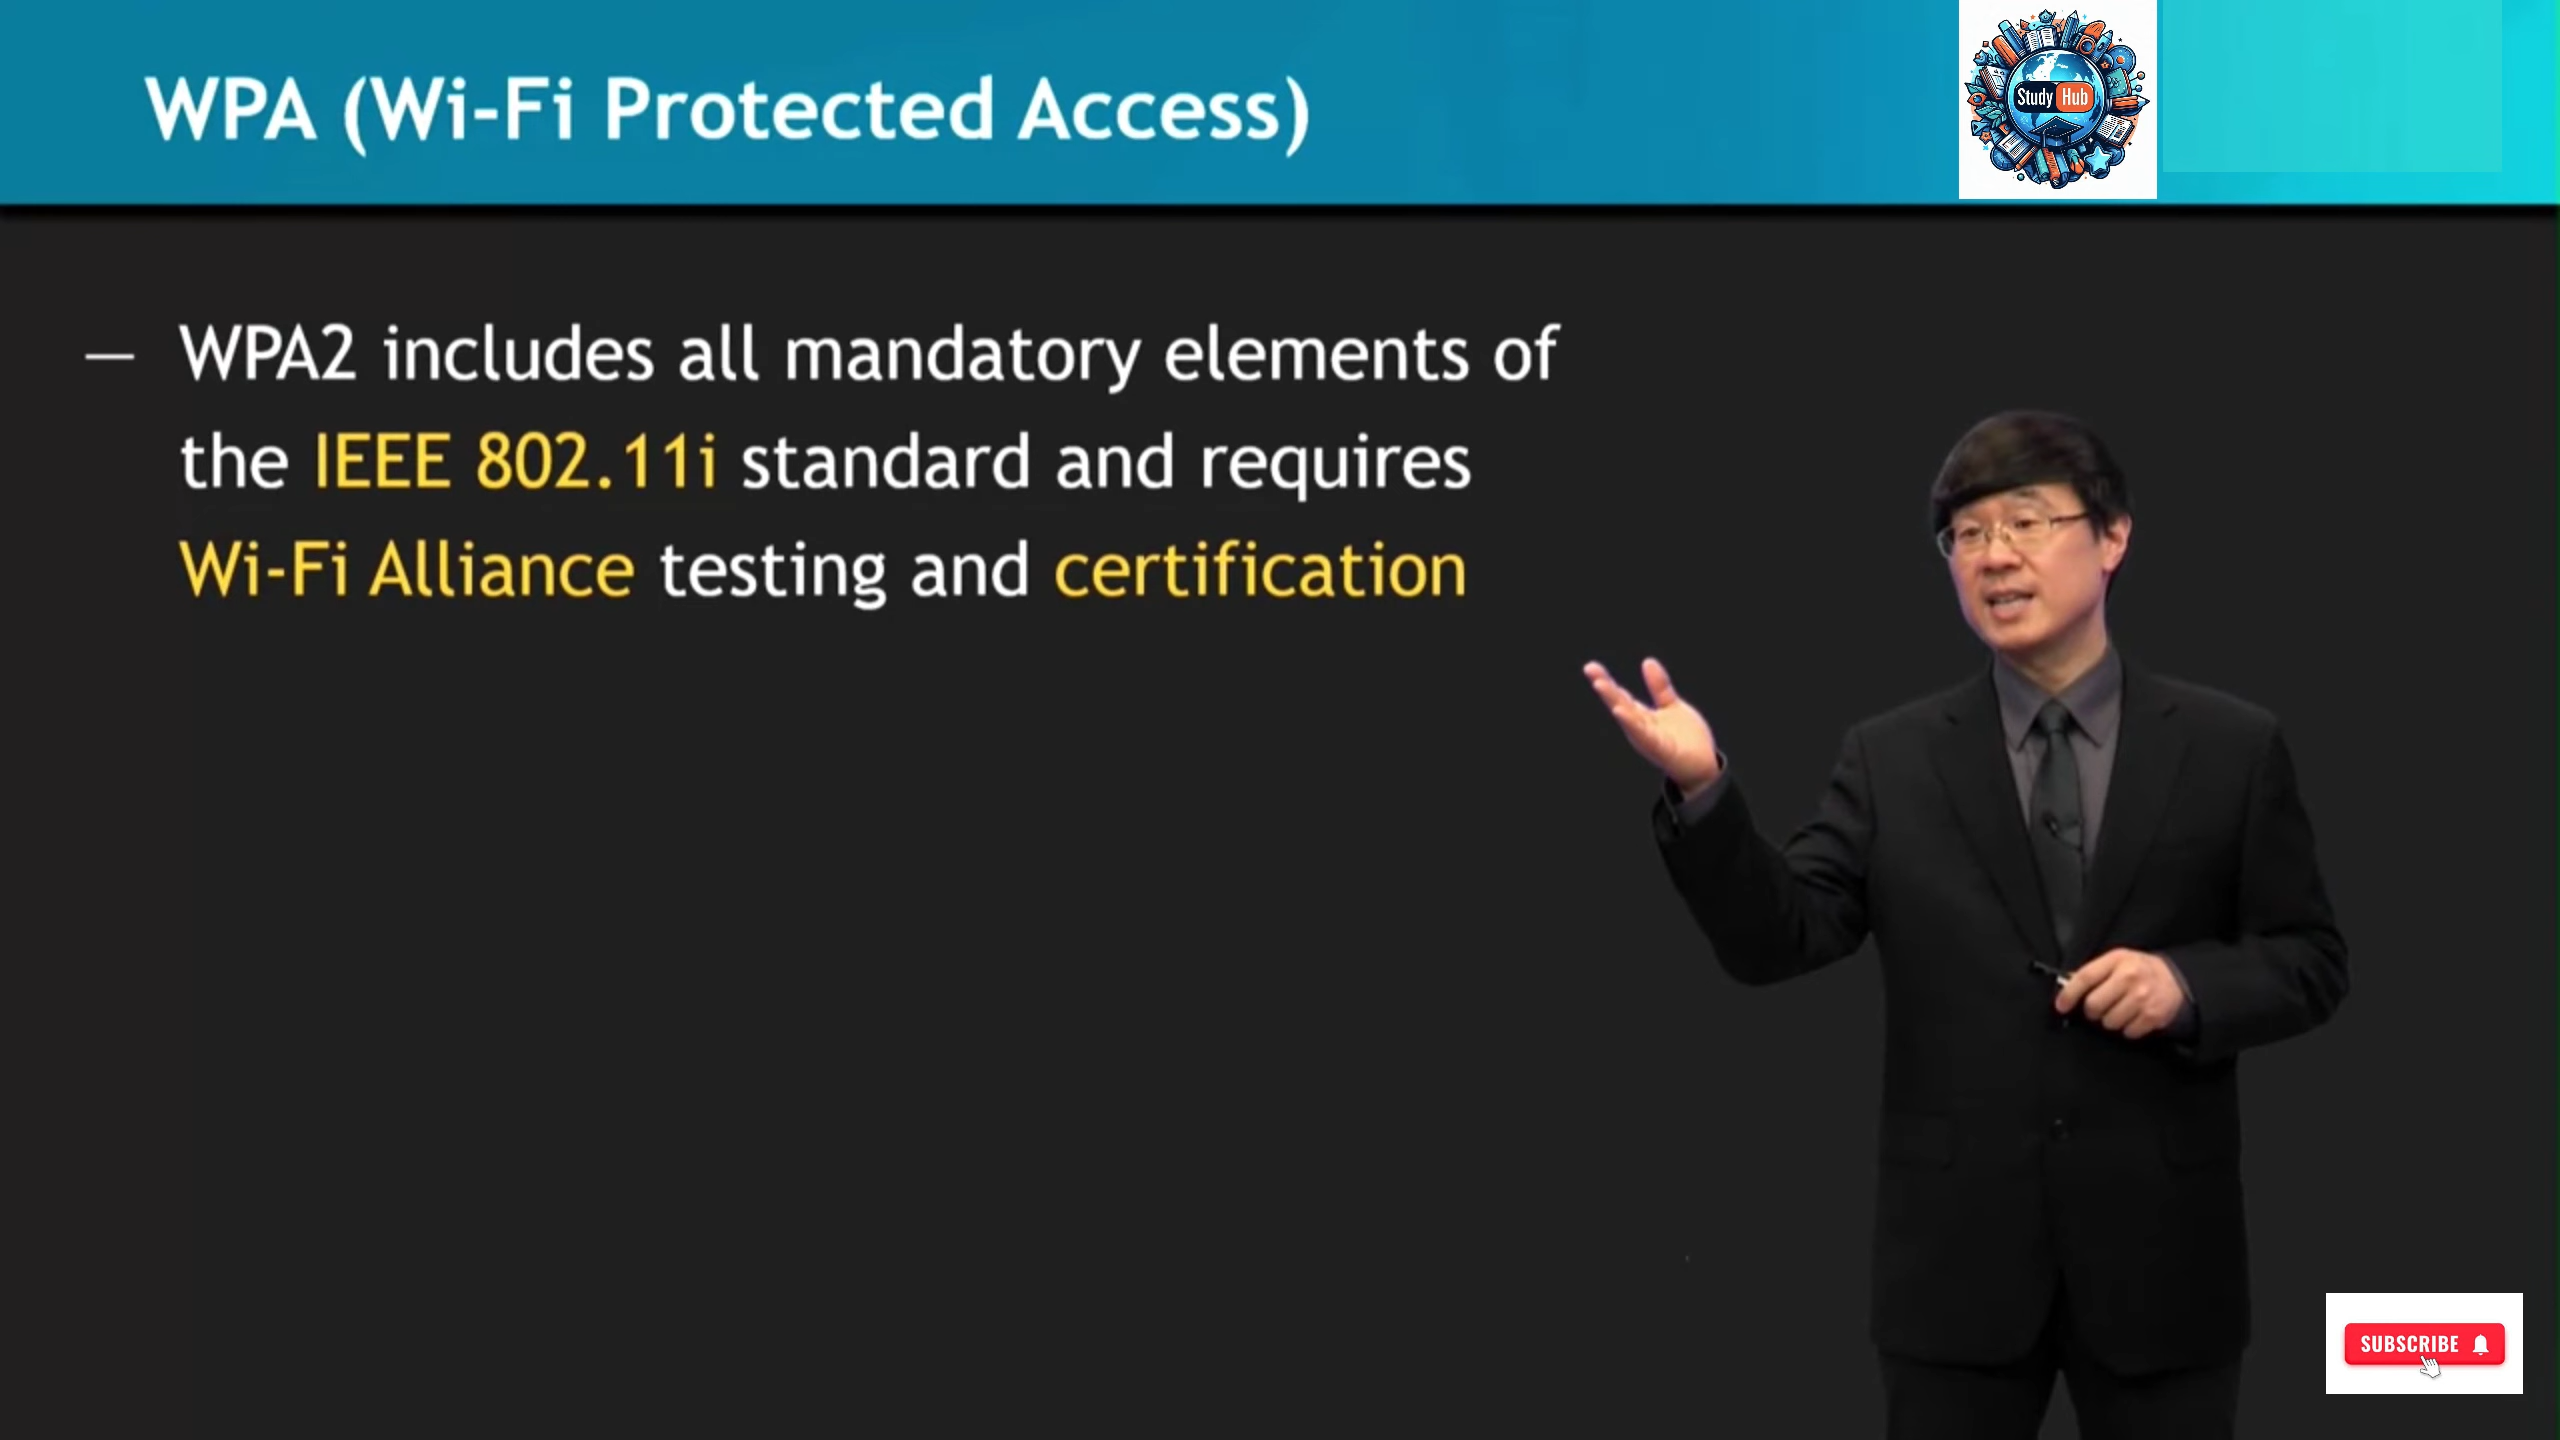 WPA (Wi-Fi Protected Access)
Study Hub
— WPA2 includes all mandatory elements of
the IEEE 802.11i standard and requires
Wi-Fi Alliance testing and certification
SUBSCRIBE